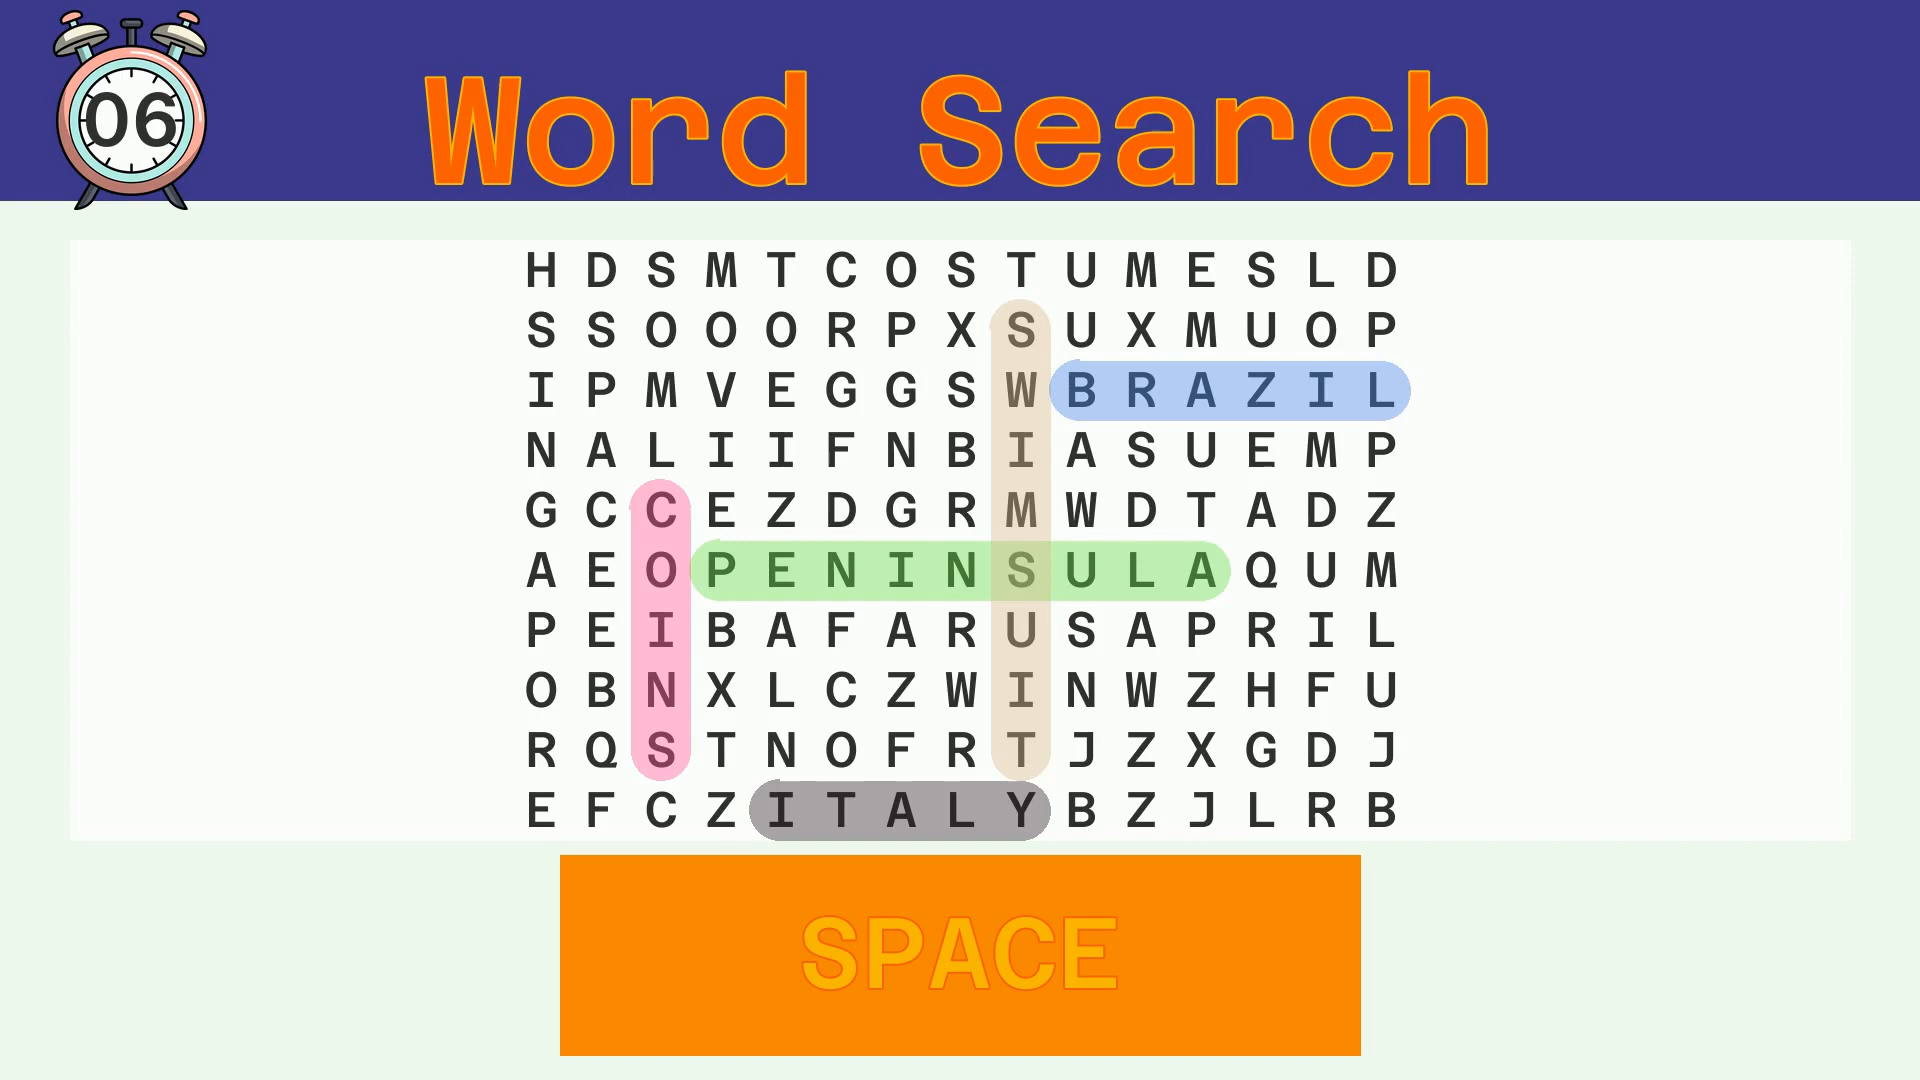 06
Word Search
H D S M T C O S T U M E S L D
S S O O O R P X S U X M U O P
I P M V E G G S W B R A Z I L
N A L I I F N B I A S U E M P
G C C E Z D G R M W D T A D Z
A E O P E N I N S U L A Q U M
P E I B A F A R U S A P R I L
O B N X L C Z W I N W Z H F U
R Q S T N O F R T J Z X G D J
E F C Z I T A L Y B Z J L R B
SPACE